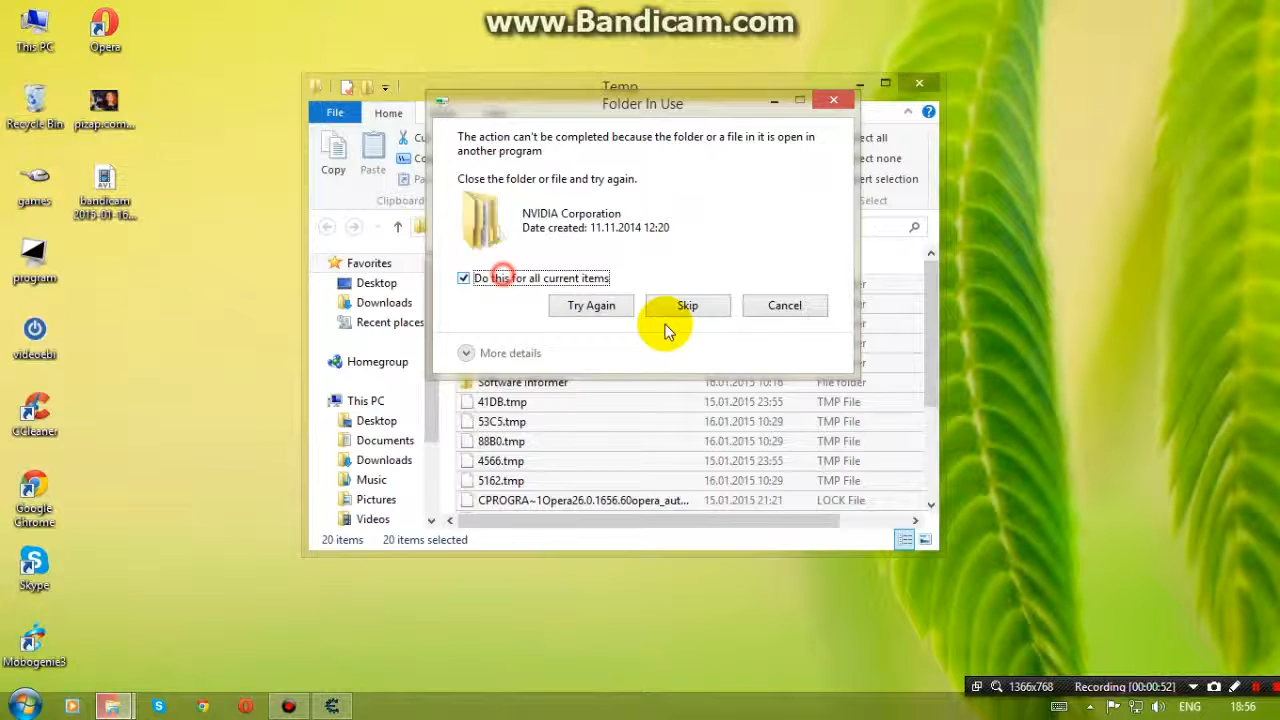 www.Bandicam.com
This PC
Opera
Recycle Bin
pizap.com...
games
bandicam
2015-01-16...
program
videoebi
CCleaner
Google
Chrome
Skype
Mobogenie3
Temp
File
Home
Copy
Paste
Clipboard
select all
select none
Invert selection
Select
Folder In Use
The action can't be completed because the folder or a file in it is open in
another program
Close the folder or file and try again.
NVIDIA Corporation
Date created: 11.11.2014 12:20
Do this for all current items
Try Again
Skip
Cancel
More details
Favorites
Desktop
Downloads
Recent places
Homegroup
This PC
Desktop
Documents
Downloads
Music
Pictures
Videos
Software Informer 16.01.2015 10:16 File folder
41DB.tmp 15.01.2015 23:55 TMP File
53C5.tmp 16.01.2015 10:29 TMP File
88B0.tmp 16.01.2015 10:29 TMP File
4566.tmp 15.01.2015 23:55 TMP File
5162.tmp 16.01.2015 10:29 TMP File
CPROGRA~1Opera26.0.1656.60opera_aut... 15.01.2015 21:21 LOCK File
20 items 20 items selected
1366x768 Recording [00:00:52]
ENG 18:56